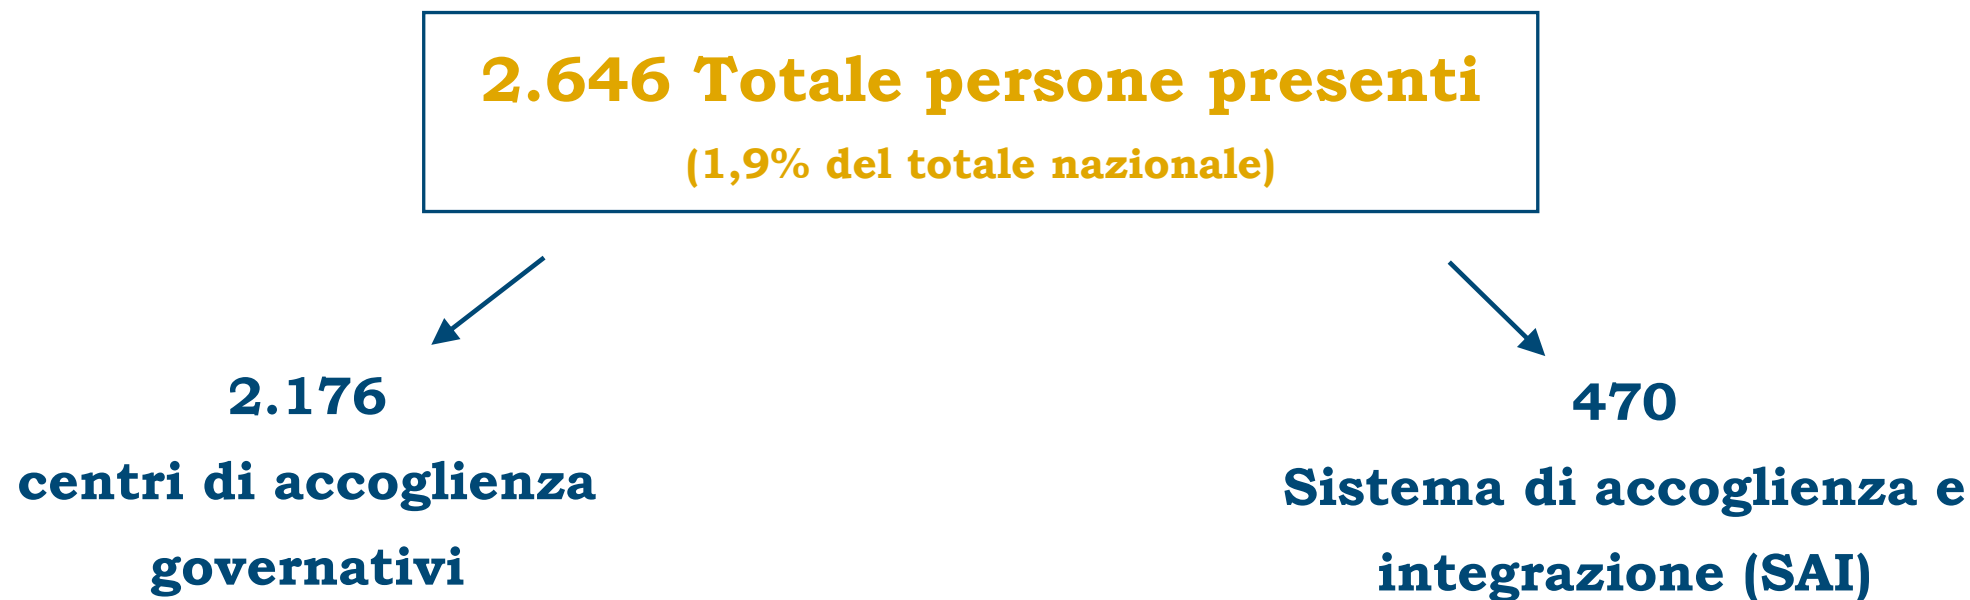 2.646 Totale persone presenti
(1,9% del totale nazionale)
2.176
centri di accoglienza
governativi
470
Sistema di accoglienza e
integrazione (SAI)